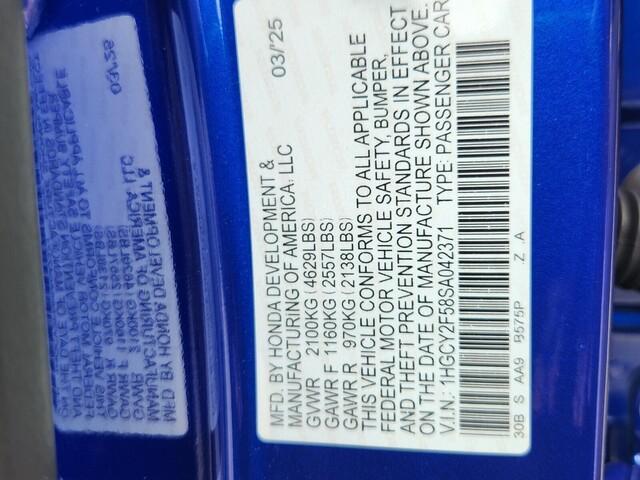 MFD. BY HONDA DEVELOPMENT & 03/25
MANUFACTURING OF AMERICA, LLC
GVWR 2100KG (4629LBS)
GAWR F 1160KG (2557LBS)
GAWR R 970KG (2138LBS)
THIS VEHICLE CONFORMS TO ALL APPLICABLE
FEDERAL MOTOR VEHICLE SAFETY, BUMPER,
AND THEFT PREVENTION STANDARDS IN EFFECT
ON THE DATE OF MANUFACTURE SHOWN ABOVE.
V.I.N.: 1HGCY2F58SA042371 TYPE: PASSENGER CAR
30B S AA9 B575P Z .A